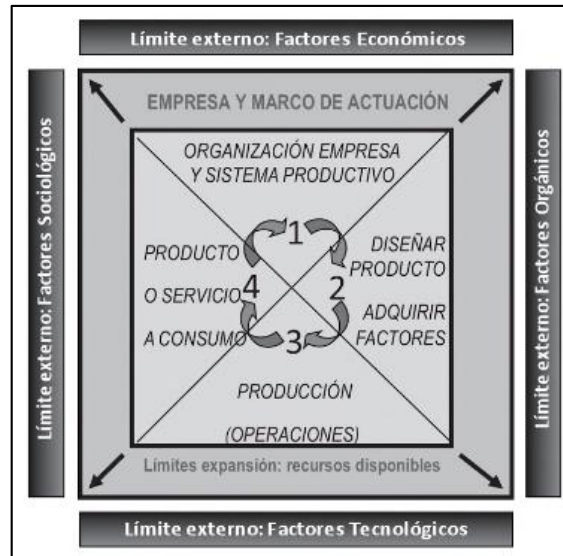 Límite externo: Factores Económicos
Límite externo: Factores Sociológicos
EMPRESA Y MARCO DE ACTUACIÓN
ORGANIZACIÓN EMPRESA
Y SISTEMA PRODUCTIVO
1
PRODUCTO
O SERVICIO
A CONSUMO
4
2
DISEÑAR
PRODUCTO
ADQUIRIR
FACTORES
3
PRODUCCIÓN
(OPERACIONES)
Límites expansión: recursos disponibles
Límite externo: Factores Orgánicos
Límite externo: Factores Tecnológicos